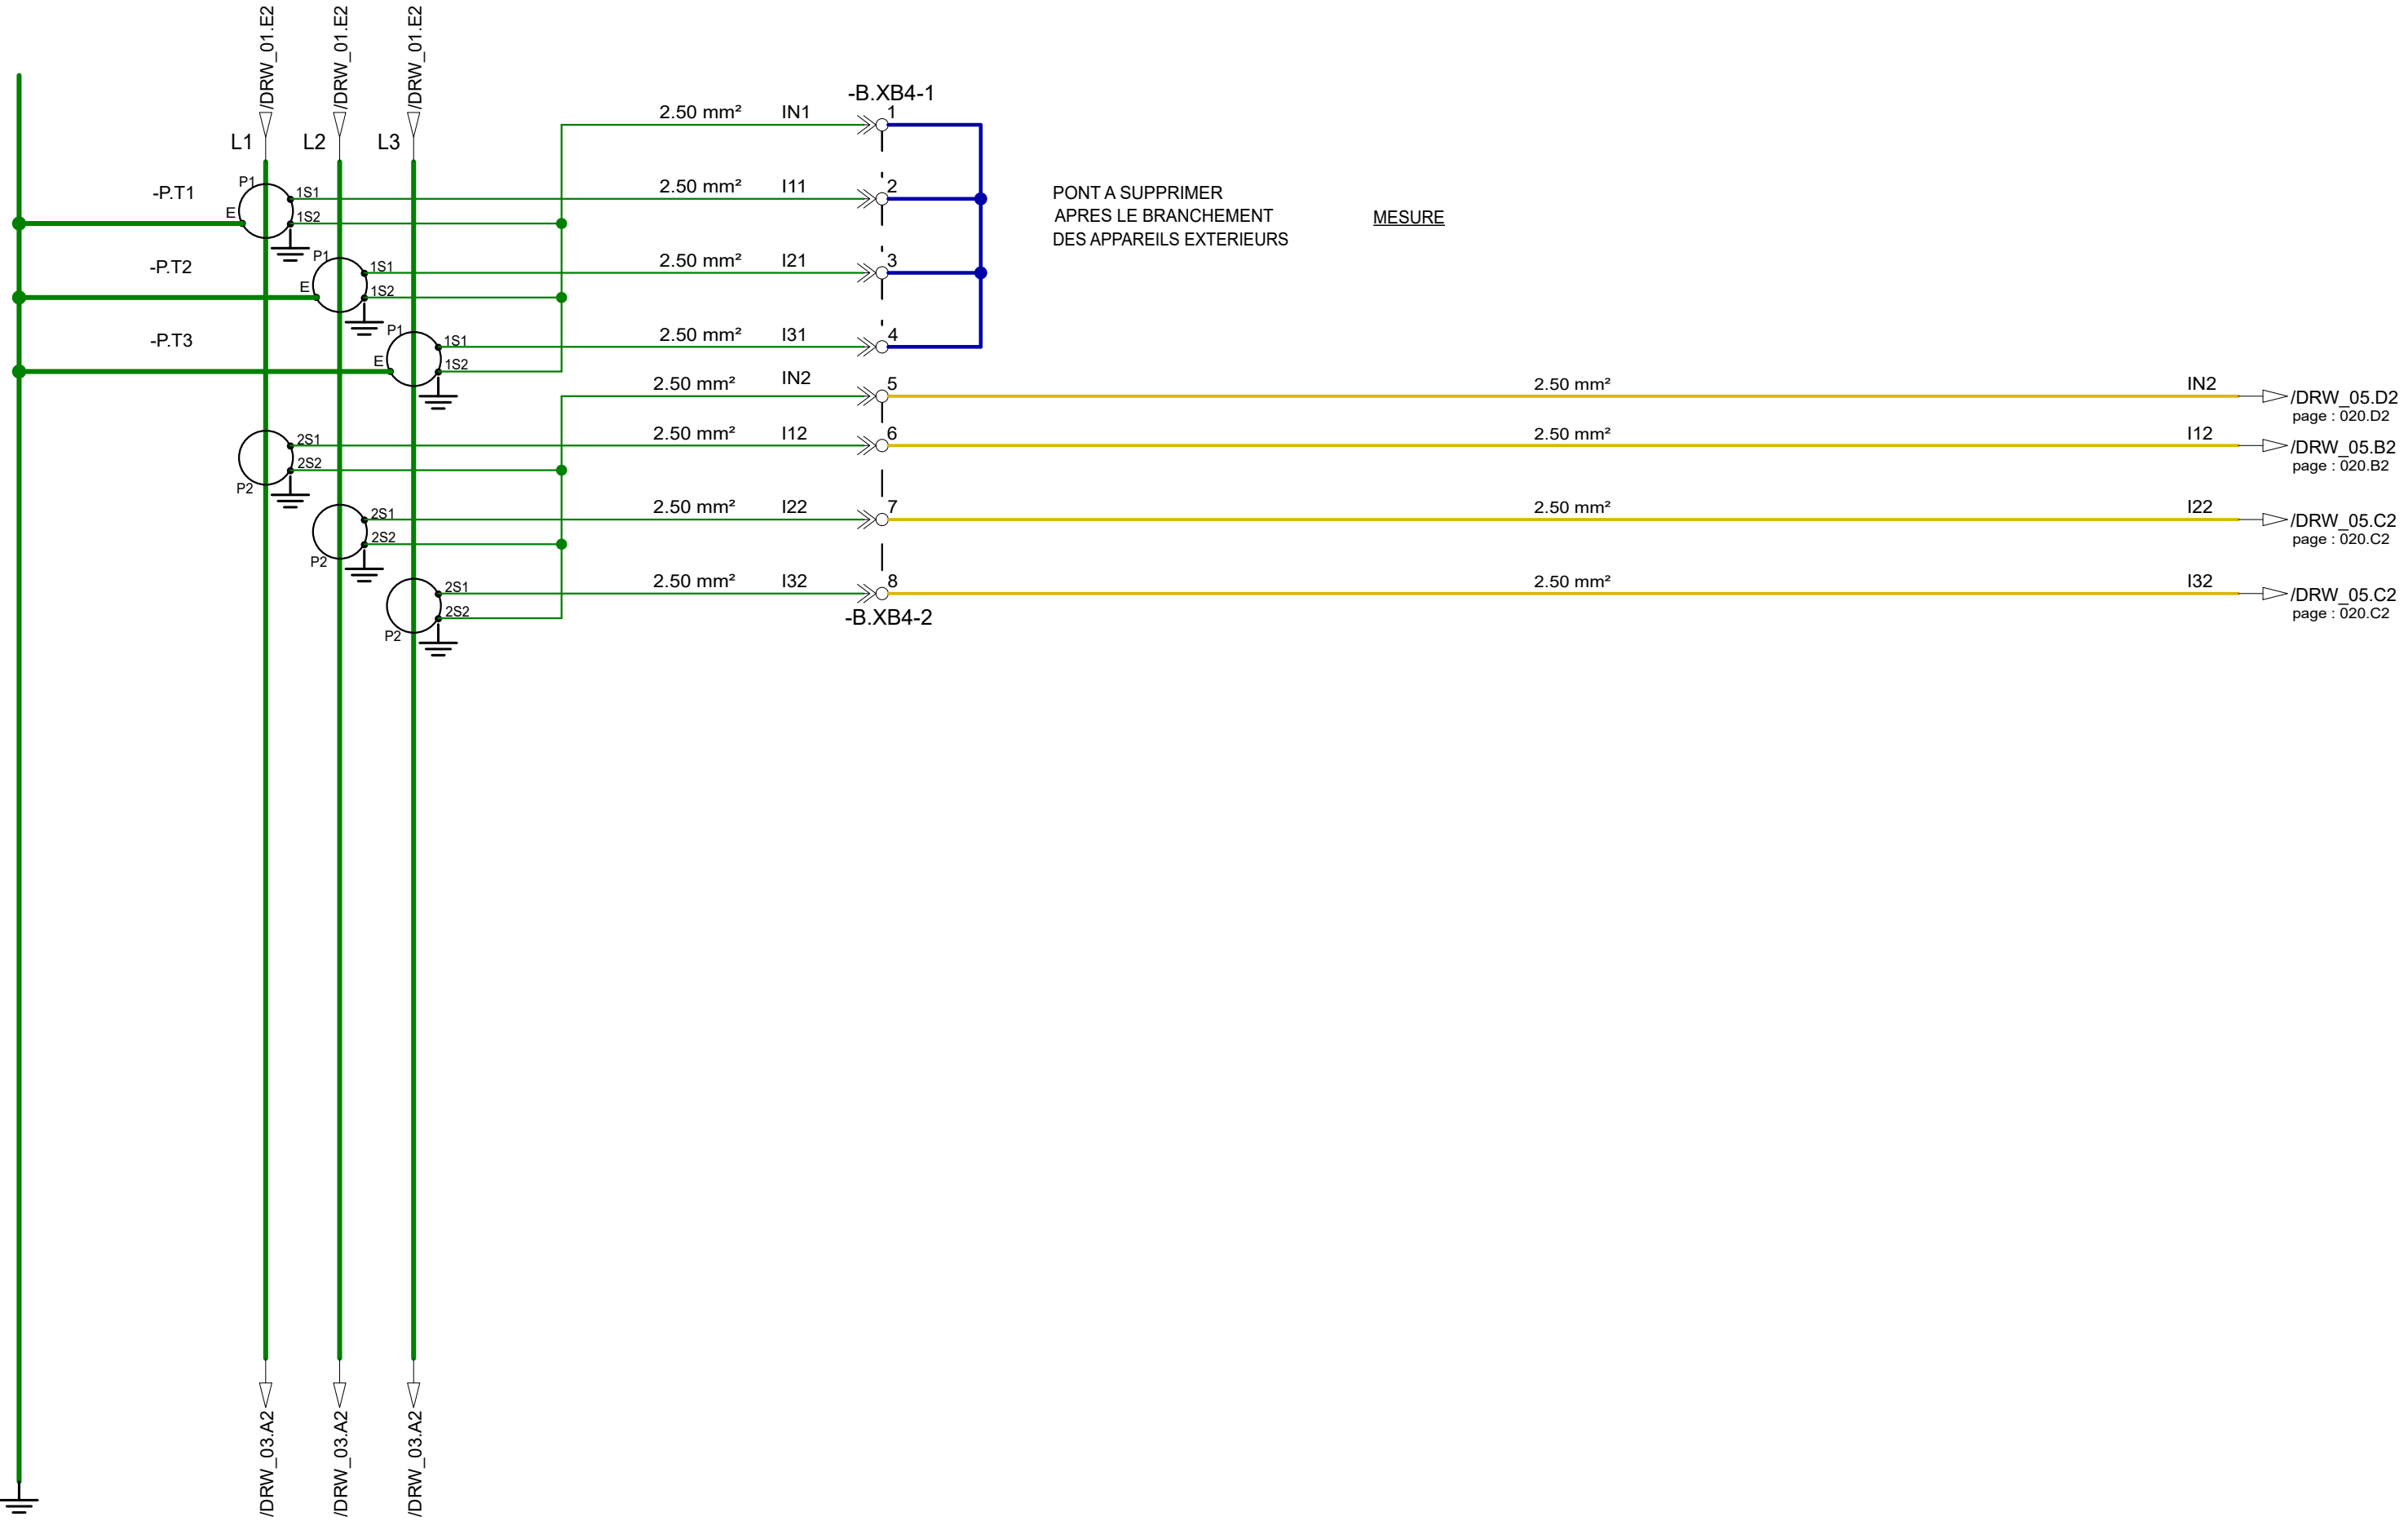 /DRW_01.E2
/DRW_01.E2
/DRW_01.E2
L1
L2
L3
-B.XB4-1
2.50 mm² IN1 1
-P.T1
P1
E
1S1
1S2
2.50 mm² I11 2
PONT A SUPPRIMER
APRES LE BRANCHEMENT
DES APPAREILS EXTERIEURS
MESURE
-P.T2
P1
E
1S1
1S2
2.50 mm² I21 3
-P.T3
P1
E
1S1
1S2
2.50 mm² I31 4
2.50 mm² IN2 5
2.50 mm² IN2
/DRW_05.D2
page : 020.D2
2S1
2S2
P2
2.50 mm² I12 6
2.50 mm² I12
/DRW_05.B2
page : 020.B2
2S1
2S2
P2
2.50 mm² I22 7
2.50 mm² I22
/DRW_05.C2
page : 020.C2
2S1
2S2
P2
2.50 mm² I32 8
2.50 mm² I32
/DRW_05.C2
page : 020.C2
-B.XB4-2
/DRW_03.A2
/DRW_03.A2
/DRW_03.A2